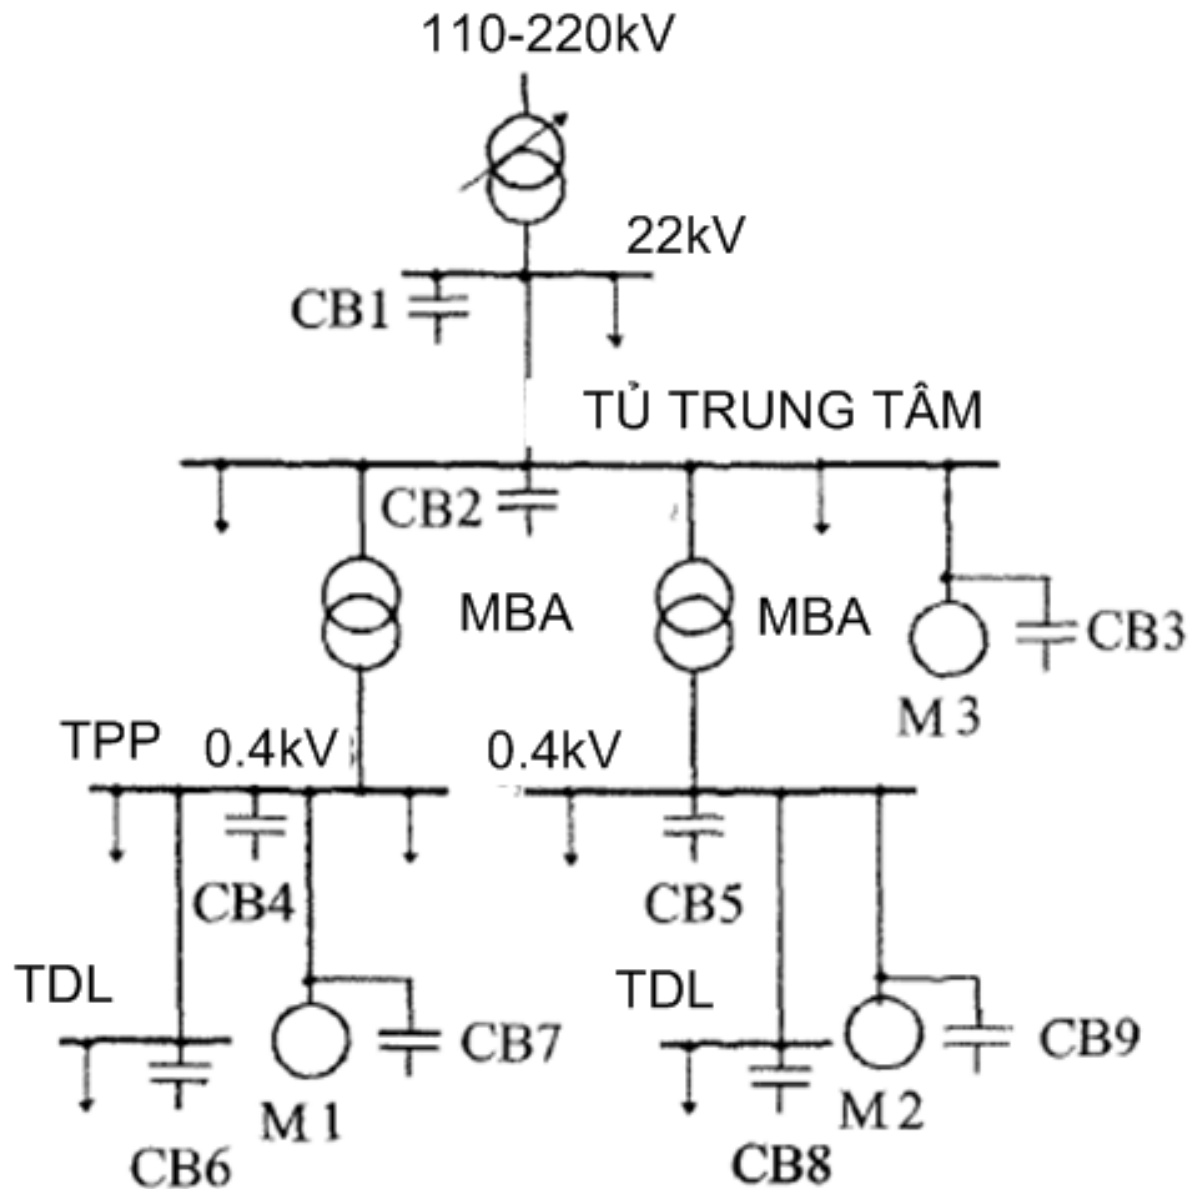 110-220kV
22kV
CB1
TỦ TRUNG TÂM
CB2
MBA
MBA
CB3
M3
TPP
0.4kV
0.4kV
CB4
CB5
TDL
TDL
CB7
CB9
M1
M2
CB6
CB8